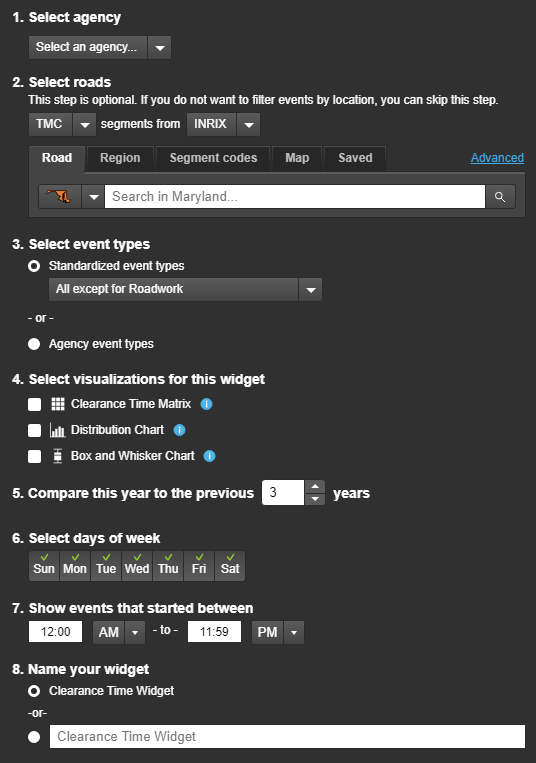 1. Select agency
Select an agency...
2. Select roads
This step is optional. If you do not want to filter events by location, you can skip this step.
TMC segments from INRIX
Road Region Segment codes Map Saved Advanced
Search in Maryland...
3. Select event types
Standardized event types
All except for Roadwork
- or -
Agency event types
4. Select visualizations for this widget
Clearance Time Matrix i
Distribution Chart i
Box and Whisker Chart i
5. Compare this year to the previous 3 years
6. Select days of week
Sun Mon Tue Wed Thu Fri Sat
7. Show events that started between
12:00 AM - to - 11:59 PM
8. Name your widget
Clearance Time Widget
-or-
Clearance Time Widget